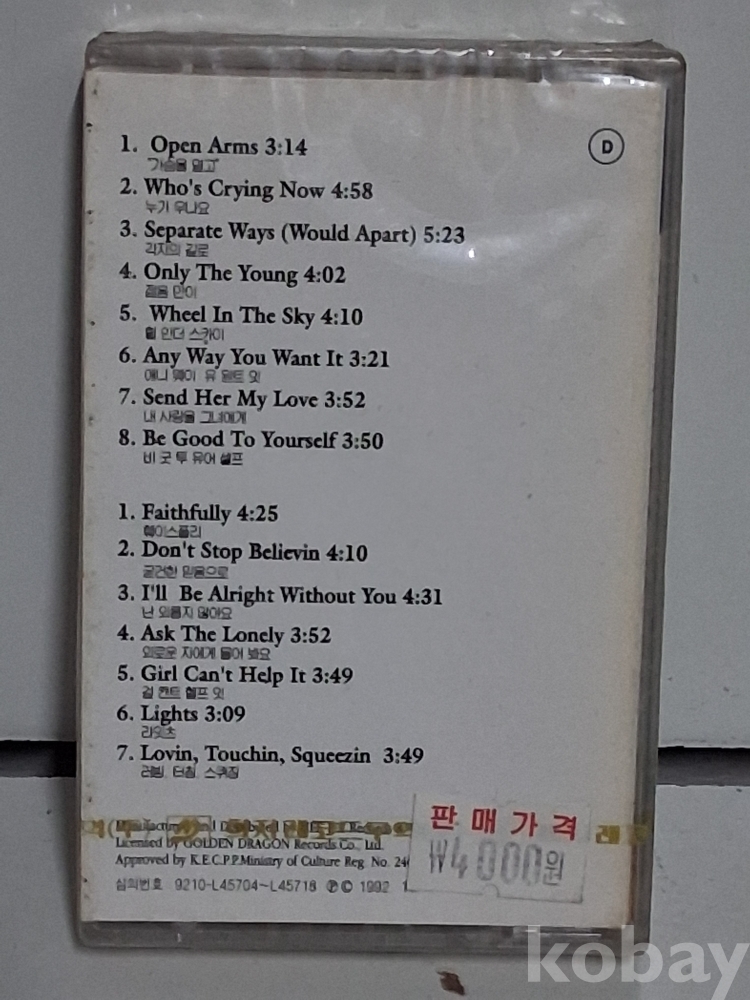 D
1. Open Arms 3:14
가슴을 열고
2. Who's Crying Now 4:58
누가 우나요
3. Separate Ways (Would Apart) 5:23
각자의 길로
4. Only The Young 4:02
젊은 만이
5. Wheel In The Sky 4:10
휠 인더 스카이
6. Any Way You Want It 3:21
애니 웨이 유 원트 잇
7. Send Her My Love 3:52
내 사랑을 그녀에게
8. Be Good To Yourself 3:50
비 굿 투 유어 셀프
1. Faithfully 4:25
훼이스풀리
2. Don't Stop Believin 4:10
굳건한 믿음으로
3. I'll Be Alright Without You 4:31
난 외롭지 않아요
4. Ask The Lonely 3:52
외로운 자에게 물어 봐요
5. Girl Can't Help It 3:49
걸 캔트 헬프 잇
6. Lights 3:09
라잇츠
7. Lovin, Touchin, Squeezin 3:49
러빙, 터칭, 스퀴징
Licensed by GOLDEN DRAGON Records Co., Ltd.
Approved by K.E.C.P.P.Ministry of Culture Reg. No.
심의번호 9210-L45704~L45718 ℗© 1992
판매가격
₩4000원
kobay